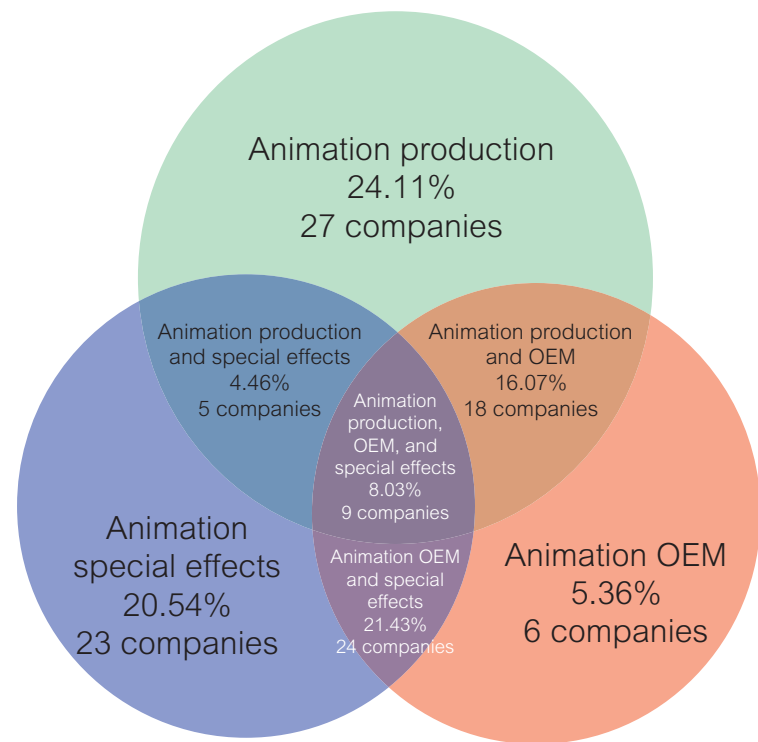 Animation production
24.11%
27 companies
Animation production
and special effects
4.46%
5 companies
Animation production
and OEM
16.07%
18 companies
Animation
production,
OEM, and
special effects
8.03%
9 companies
Animation
special effects
20.54%
23 companies
Animation OEM
and special
effects
21.43%
24 companies
Animation OEM
5.36%
6 companies